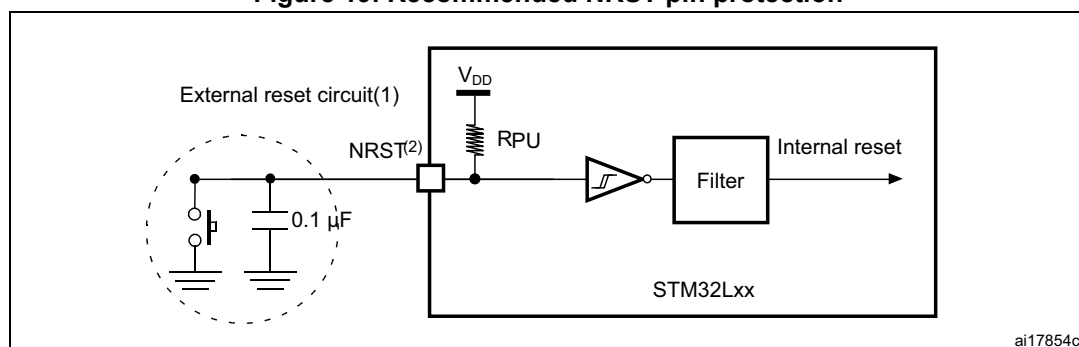 Figure 19. Recommended NRST pin protection
External reset circuit(1)
VDD
NRST(2)
RPU
Internal reset
Filter
0.1 μF
STM32Lxx
ai17854c